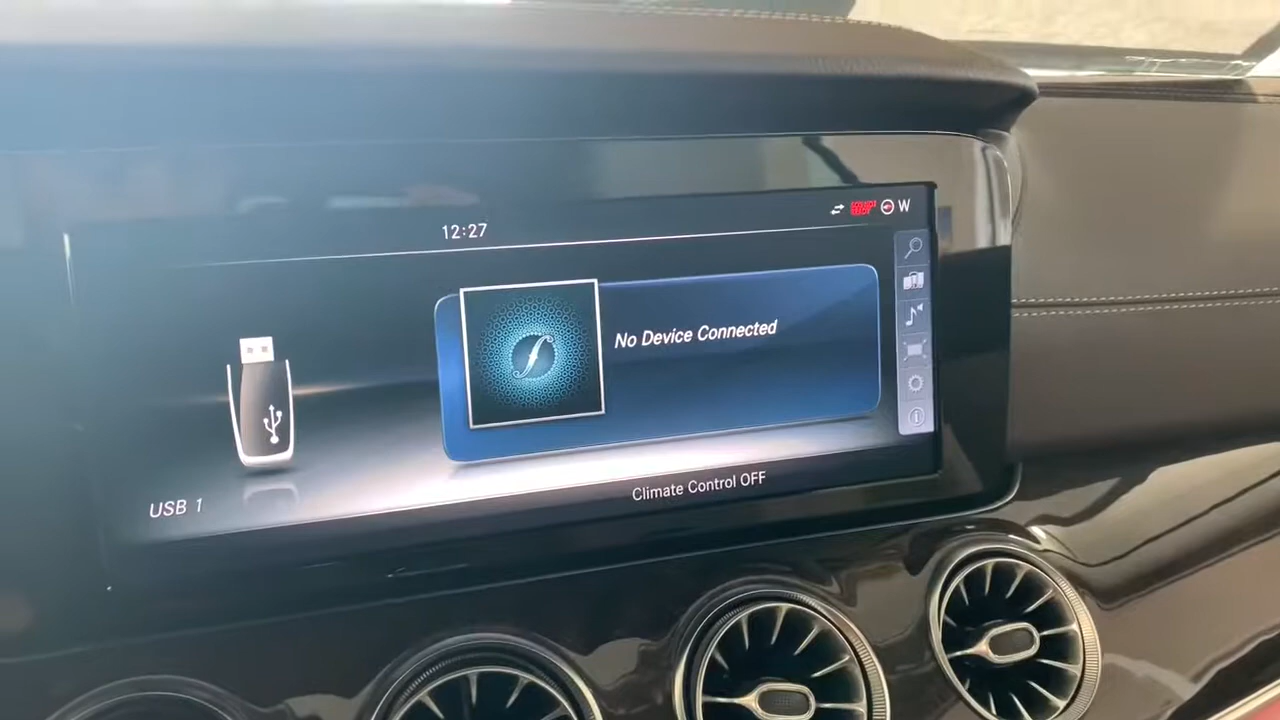 12:27
W
No Device Connected
USB 1
Climate Control OFF